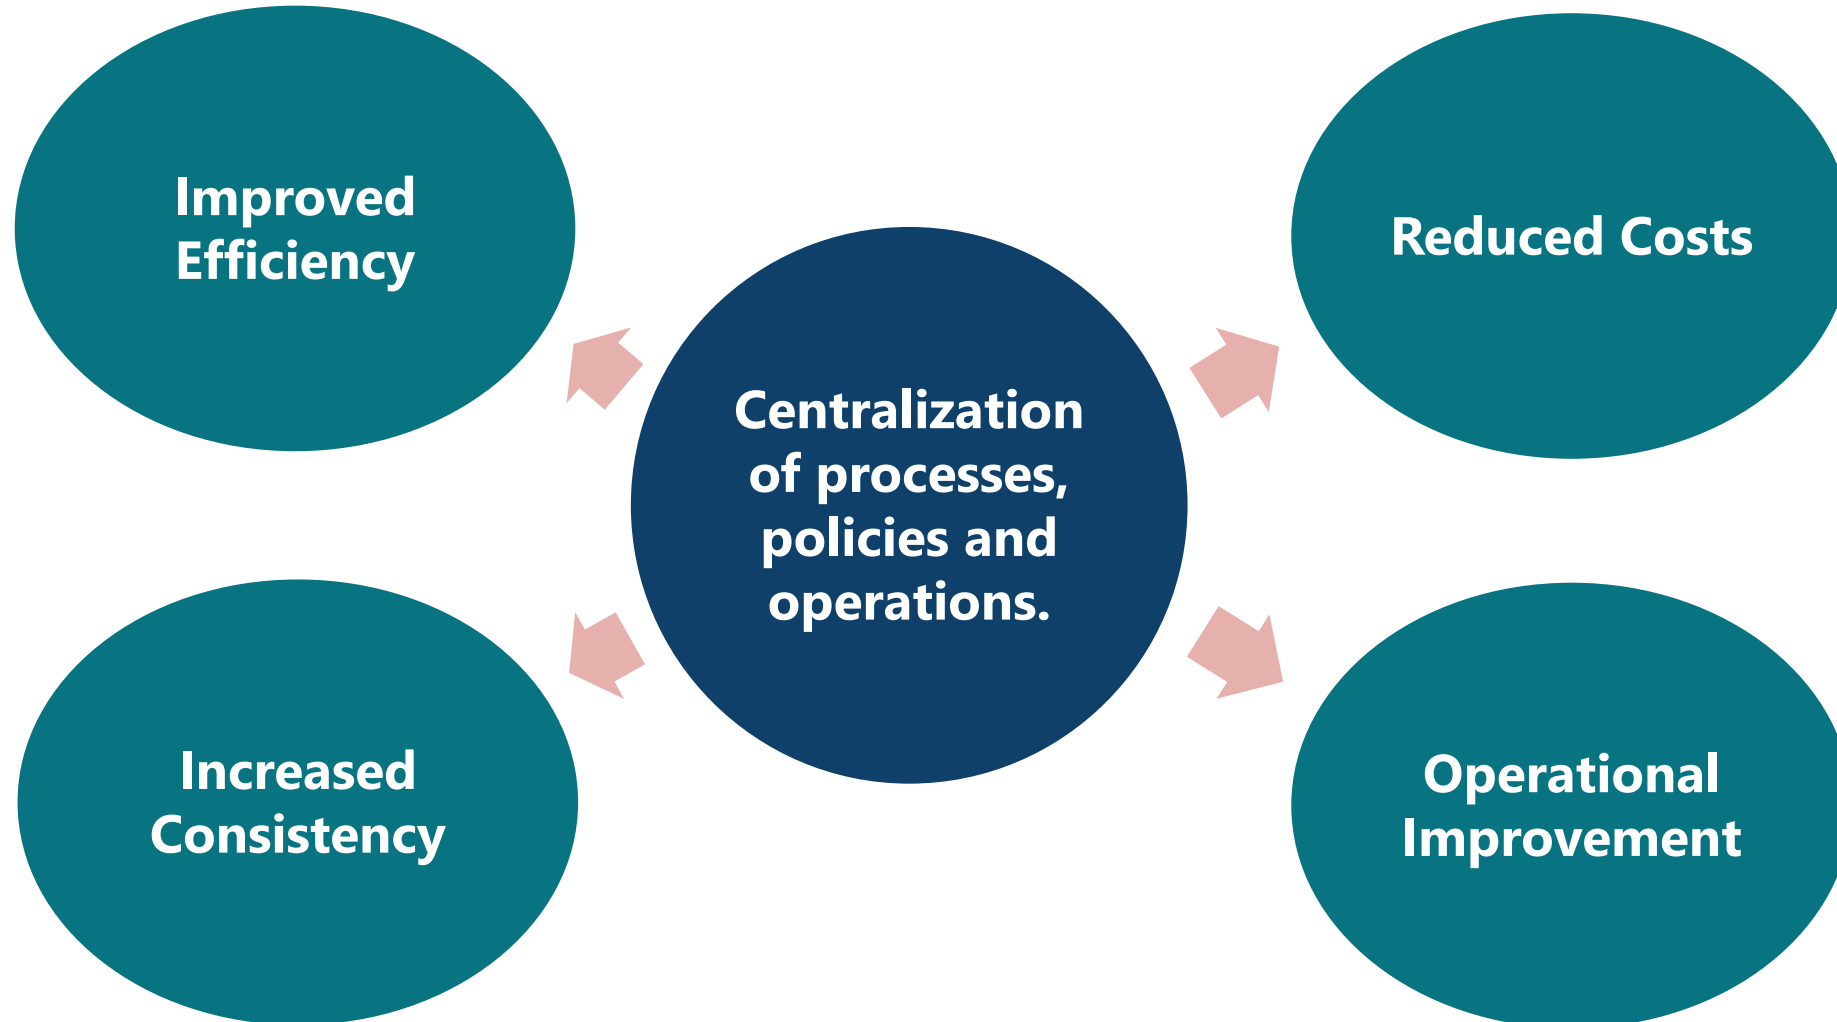 Improved
Efficiency
Reduced Costs
Centralization
of processes,
policies and
operations.
Increased
Consistency
Operational
Improvement